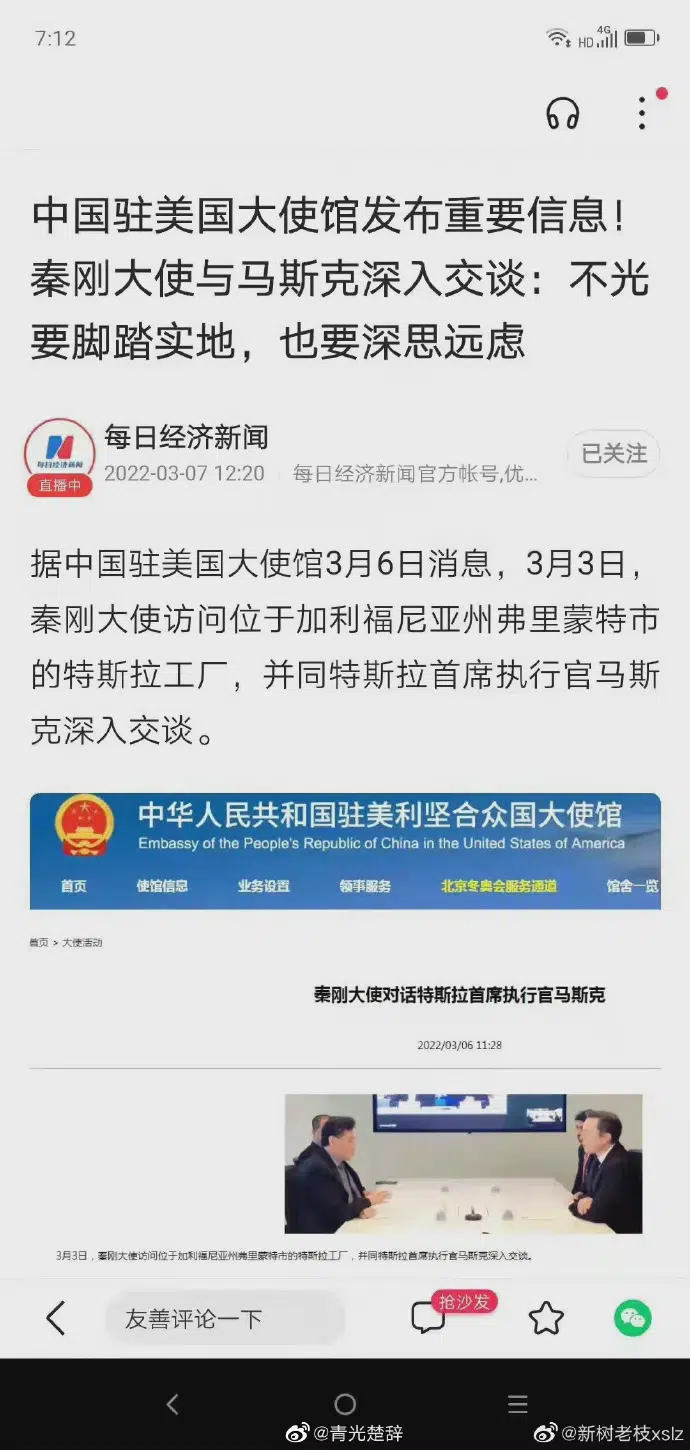 7:12
HD 4G
中国驻美国大使馆发布重要信息！
秦刚大使与马斯克深入交谈：不光
要脚踏实地，也要深思远虑
每日经济新闻
直播中
每日经济新闻
2022-03-07 12:20
每日经济新闻官方帐号,优...
已关注
据中国驻美国大使馆3月6日消息，3月3日，
秦刚大使访问位于加利福尼亚州弗里蒙特市
的特斯拉工厂，并同特斯拉首席执行官马斯
克深入交谈。
中华人民共和国驻美利坚合众国大使馆
Embassy of the People's Republic of China in the United States of America
首页 使馆信息 业务设置 领事服务 北京冬奥会服务通道 馆舍一览
首页 > 大使活动
秦刚大使对话特斯拉首席执行官马斯克
2022/03/06 11:28
3月3日，秦刚大使访问位于加利福尼亚州弗里蒙特市的特斯拉工厂，并同特斯拉首席执行官马斯克深入交谈。
友善评论一下
抢沙发
@青光楚辞
@新树老枝xslz